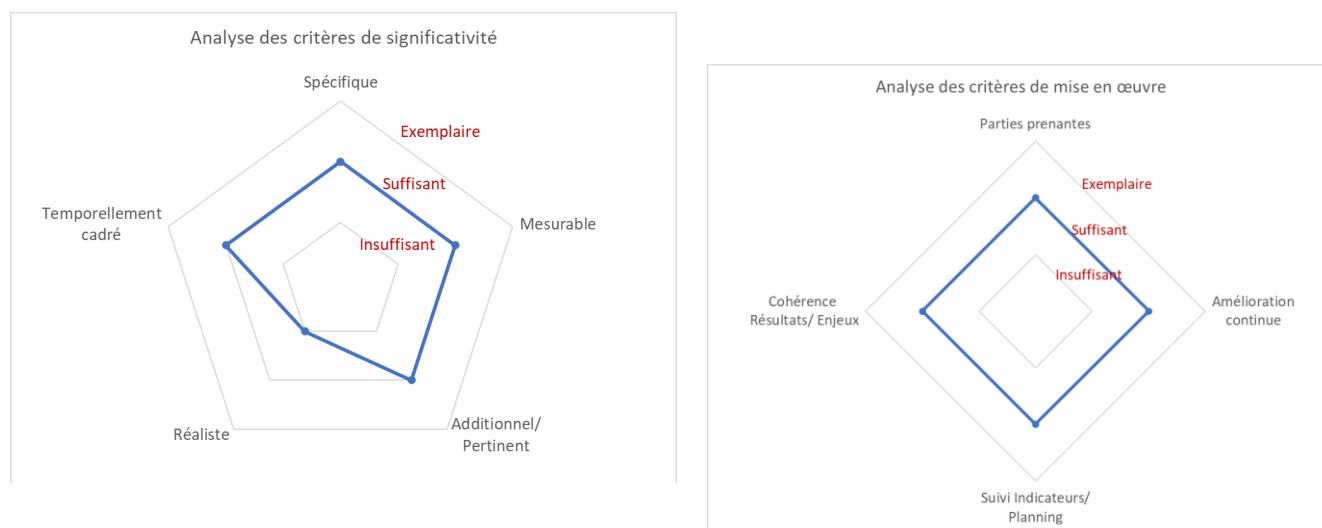 Analyse des critères de significativité
Spécifique
Exemplaire
Suffisant
Insuffisant
Temporellement
cadré
Mesurable
Réaliste
Additionnel/
Pertinent
Analyse des critères de mise en œuvre
Parties prenantes
Exemplaire
Suffisant
Insuffisant
Cohérence
Résultats/ Enjeux
Amélioration
continue
Suivi Indicateurs/
Planning